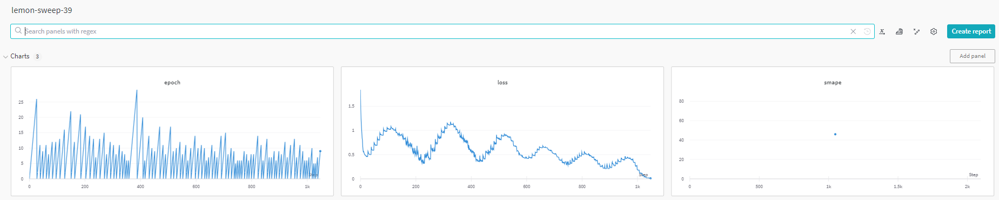 lemon-sweep-39
Search panels with regex
Create report
Charts 3
Add panel
epoch
25
20
15
10
5
0
0 200 400 600 800 1k
Step
loss
1.5
1
0.5
0
0 200 400 600 800 1k
Step
smape
80
60
40
20
0
0 500 1k 1.5k 2k
Step